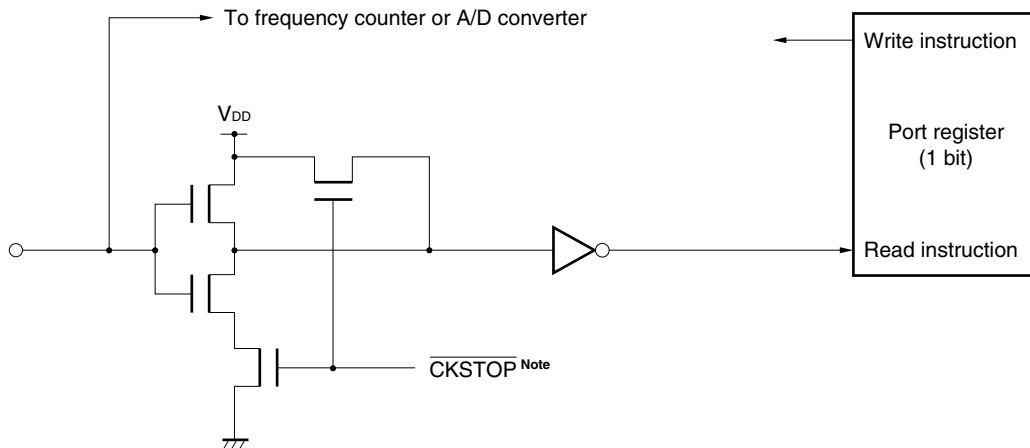 To frequency counter or A/D converter
Write instruction
VDD
Port register
(1 bit)
Read instruction
CKSTOP Note